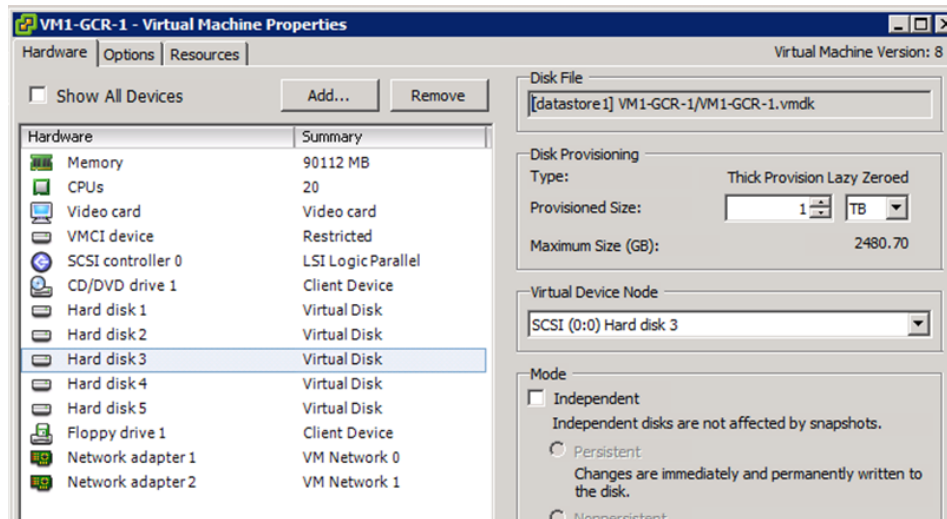 VM1-GCR-1 - Virtual Machine Properties
Hardware Options Resources
Virtual Machine Version: 8
Show All Devices
Add... Remove
Hardware Summary
Memory 90112 MB
CPUs 20
Video card Video card
VMCI device Restricted
SCSI controller 0 LSI Logic Parallel
CD/DVD drive 1 Client Device
Hard disk 1 Virtual Disk
Hard disk 2 Virtual Disk
Hard disk 3 Virtual Disk
Hard disk 4 Virtual Disk
Hard disk 5 Virtual Disk
Floppy drive 1 Client Device
Network adapter 1 VM Network 0
Network adapter 2 VM Network 1
Disk File
[datastore1] VM1-GCR-1/VM1-GCR-1.vmdk
Disk Provisioning
Type: Thick Provision Lazy Zeroed
Provisioned Size: 1 TB
Maximum Size (GB): 2480.70
Virtual Device Node
SCSI (0:0) Hard disk 3
Mode
Independent
Independent disks are not affected by snapshots.
Persistent
Changes are immediately and permanently written to
the disk.
Nonpersistent